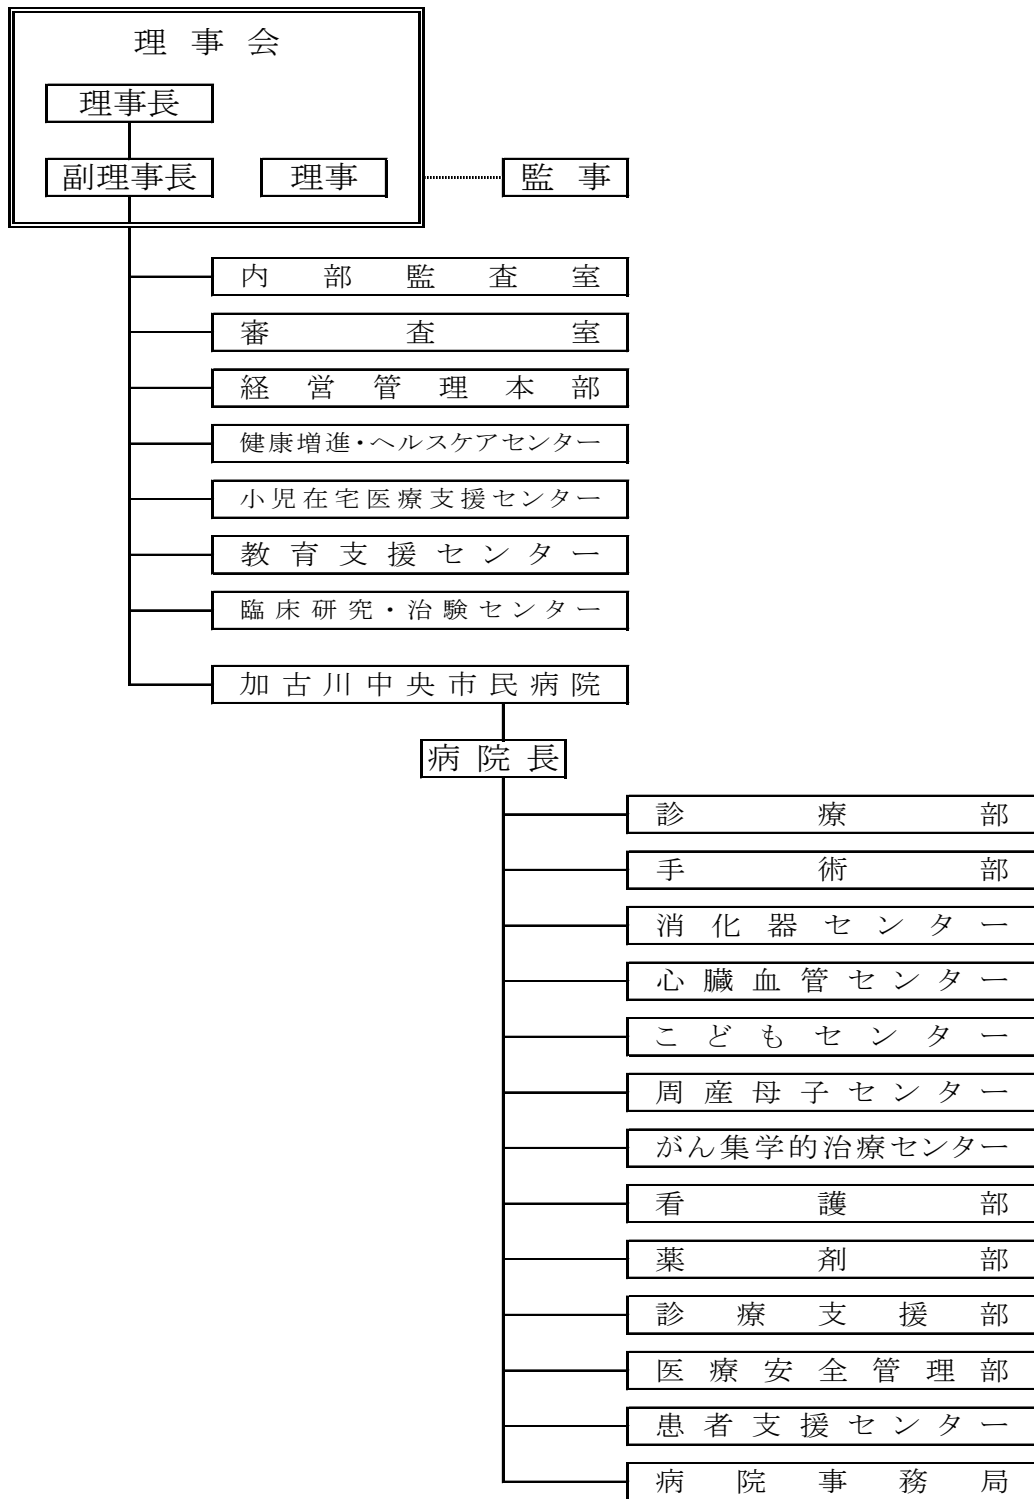 理事会
理事長
副理事長 理事 監事
内部監査室
審査室
経営管理本部
健康増進・ヘルスケアセンター
小児在宅医療支援センター
教育支援センター
臨床研究・治験センター
加古川中央市民病院
病院長
診療部
手術部
消化器センター
心臓血管センター
こどもセンター
周産母子センター
がん集学的治療センター
看護部
薬剤部
診療支援部
医療安全管理部
患者支援センター
病院事務局